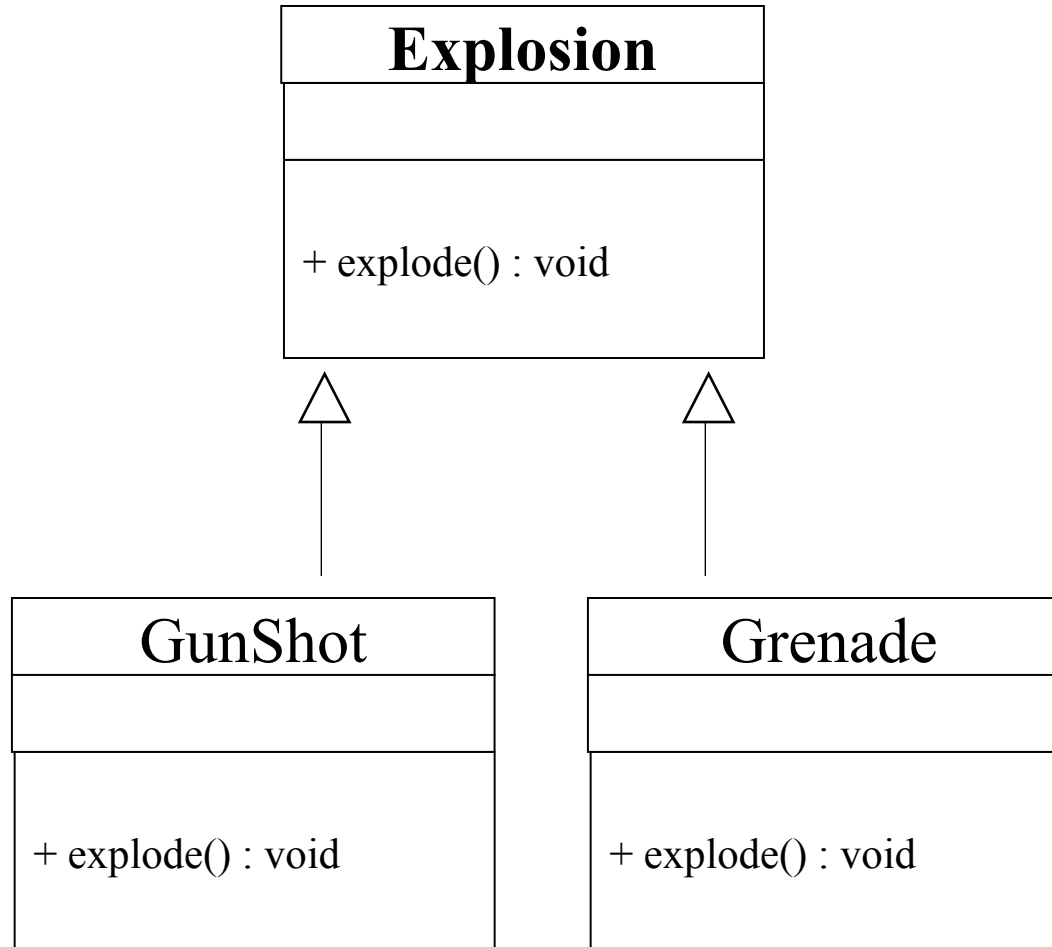 Explosion
+ explode() : void
GunShot
Grenade
+ explode() : void
+ explode() : void